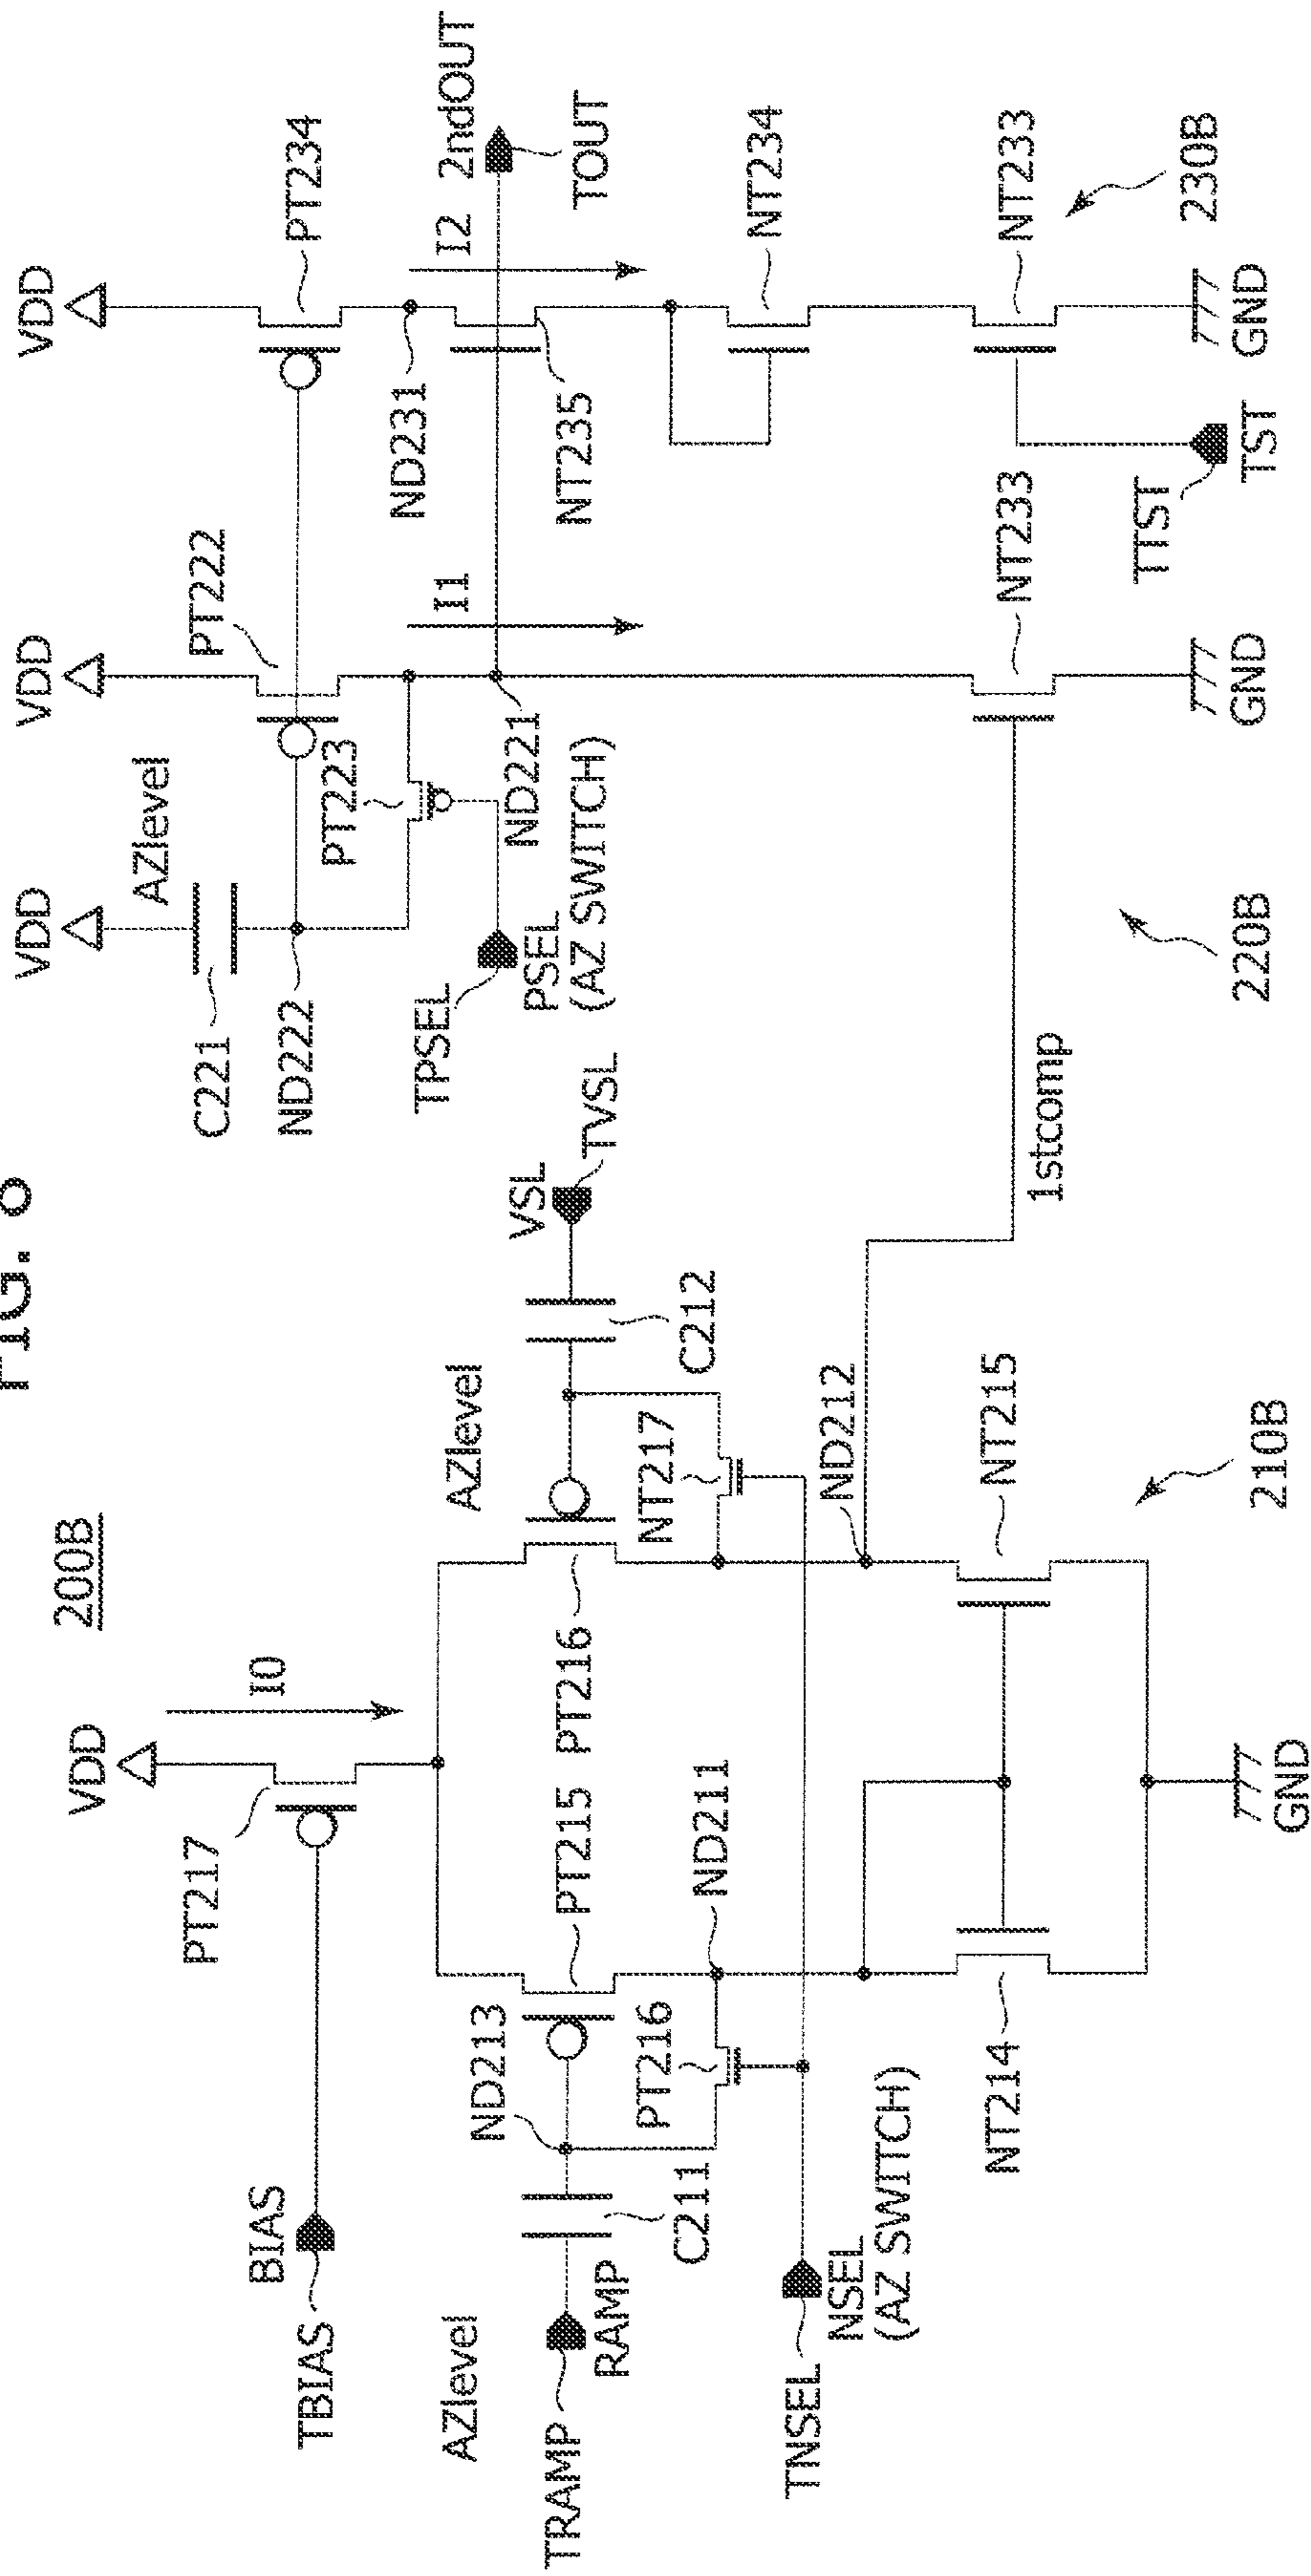 FIG. 8
200B
VDD
I0
PT217
BIAS
TBIAS
AZlevel
TRAMP
RAMP
C211
ND213
PT215
PT216
AZlevel
VSL
TVSL
C212
PT216
NT217
ND211
ND212
TNSEL
NSEL
(AZ SWITCH)
NT214
NT215
GND
210B
1stcomp
VDD
AZlevel
C221
ND222
VDD
PT222
PT223
TPSEL
PSEL
(AZ SWITCH)
ND221
I1
NT233
GND
220B
VDD
PT234
ND231
I2
2ndOUT
TOUT
NT235
NT234
NT233
TTST
TST
GND
230B